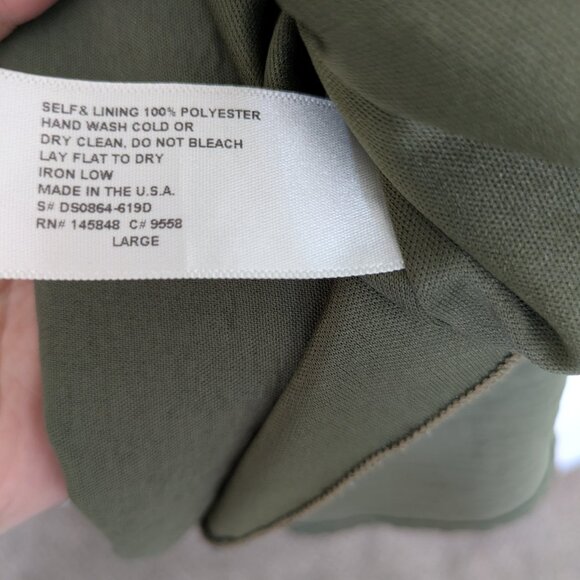 SELF& LINING 100% POLYESTER
HAND WASH COLD OR
DRY CLEAN. DO NOT BLEACH
LAY FLAT TO DRY
IRON LOW
MADE IN THE U.S.A.
S# DS0864-619D
RN# 145848 C# 9558
LARGE